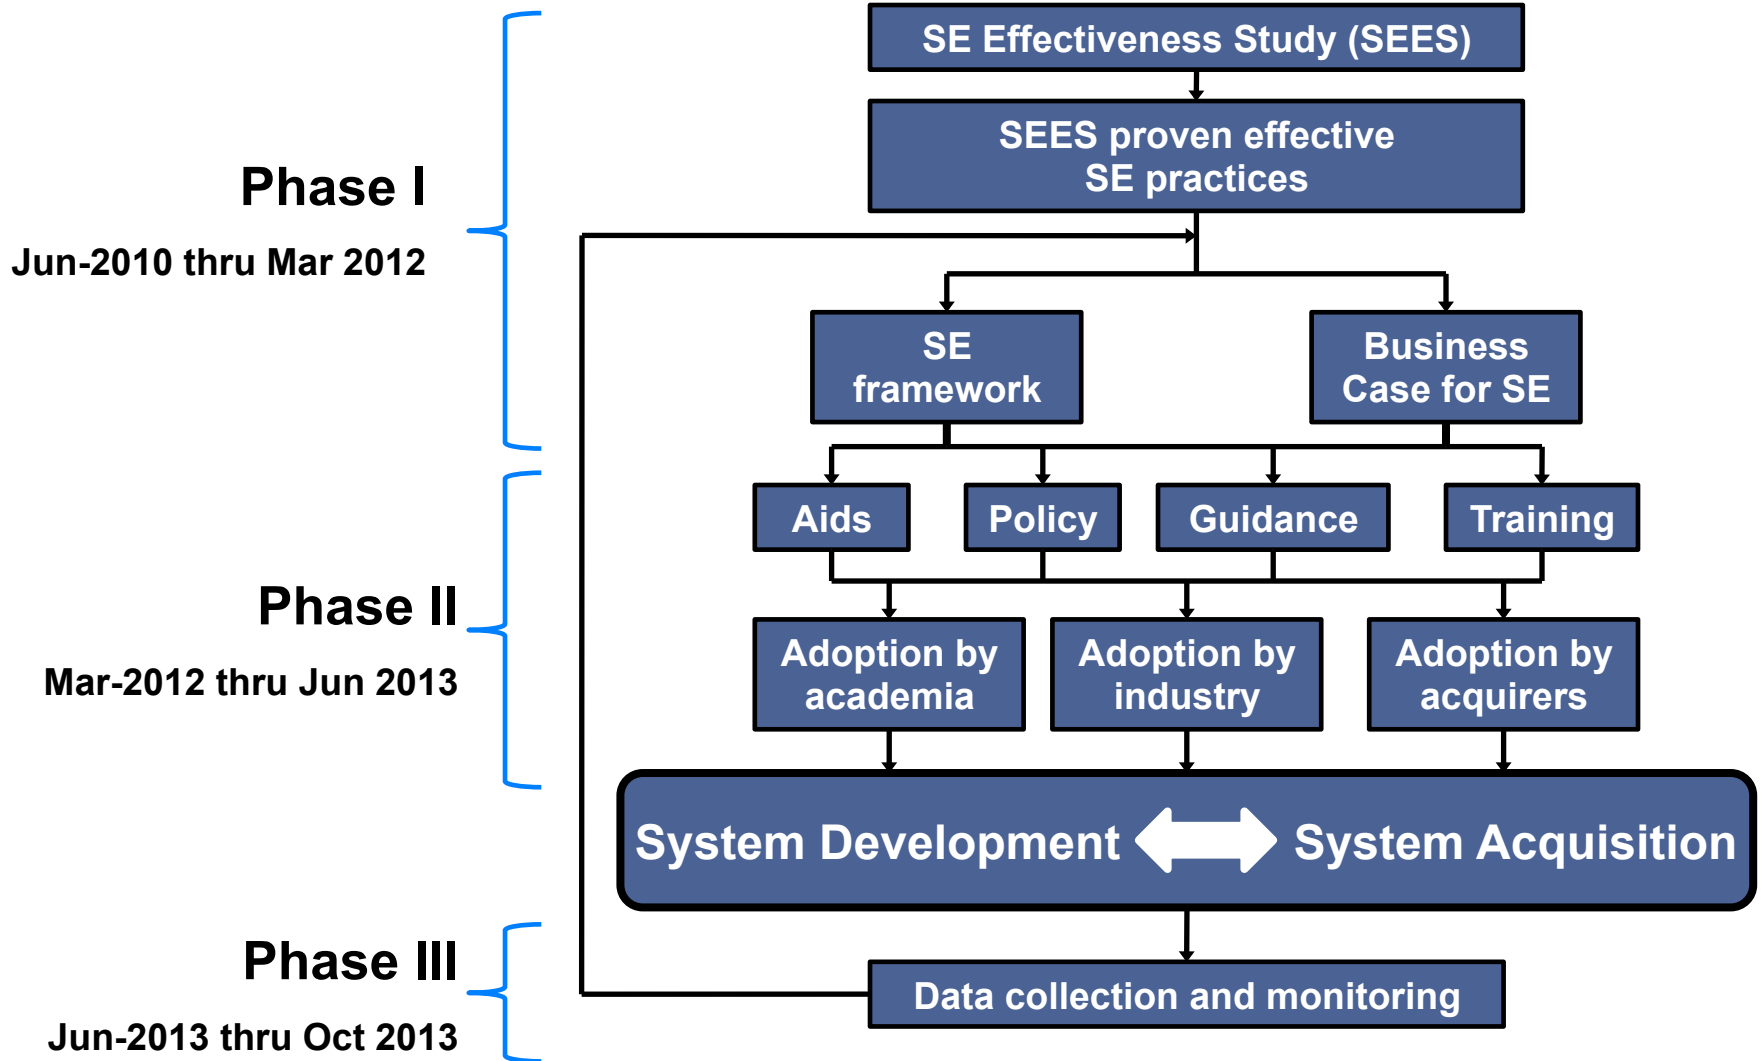 SE Effectiveness Study (SEES)
SEES proven effective
SE practices
Phase I
Jun-2010 thru Mar 2012
SE
framework
Business
Case for SE
Aids
Policy
Guidance
Training
Phase II
Mar-2012 thru Jun 2013
Adoption by
academia
Adoption by
industry
Adoption by
acquirers
System Development
System Acquisition
Phase III
Jun-2013 thru Oct 2013
Data collection and monitoring